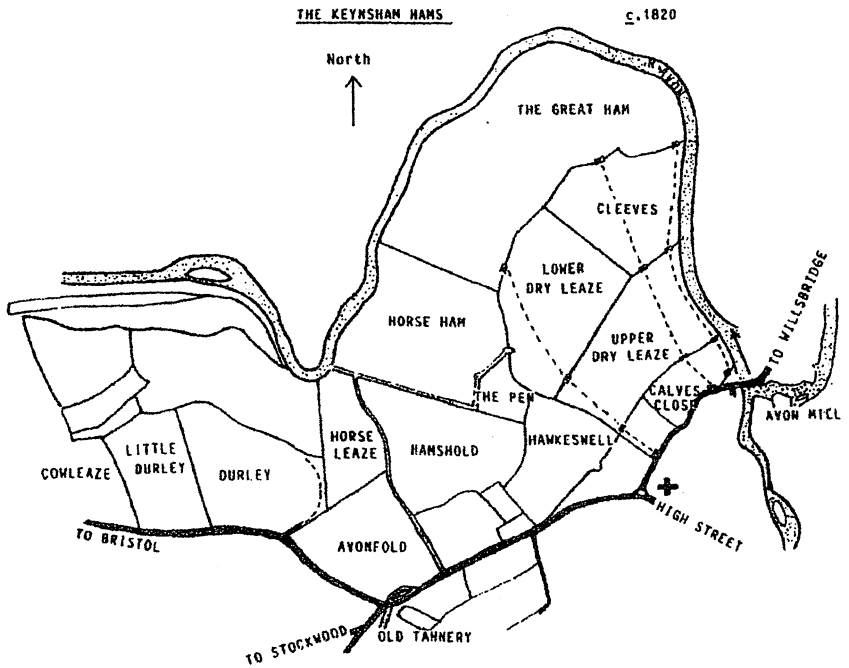 THE KEYNSHAM HAMS
c.1820
North
R. AVON
THE GREAT HAM
CLEEVES
LOWER
DRY LEAZE
TO WILLSBRIDGE
HORSE HAM
UPPER
DRY LEAZE
THE PEN
CALVES
CLOSE
AVON MILL
HORSE
LEAZE
HAMSHOLD
HAWKESWELL
LITTLE
DURLEY
COWLEAZE
DURLEY
HIGH STREET
TO BRISTOL
AVONFOLD
TO STOCKWOOD
OLD TANNERY